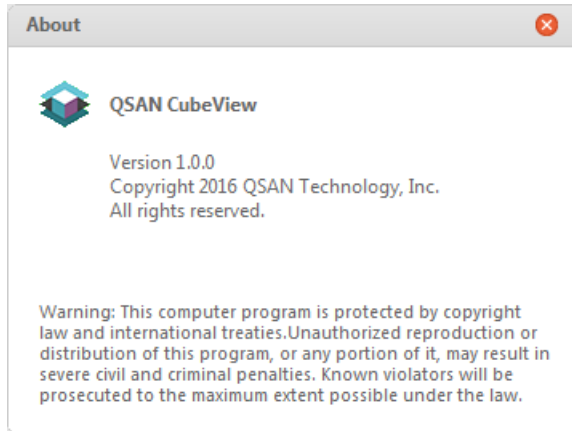 About
QSAN CubeView
Version 1.0.0
Copyright 2016 QSAN Technology, Inc.
All rights reserved.
Warning: This computer program is protected by copyright
law and international treaties.Unauthorized reproduction or
distribution of this program, or any portion of it, may result in
severe civil and criminal penalties. Known violators will be
prosecuted to the maximum extent possible under the law.